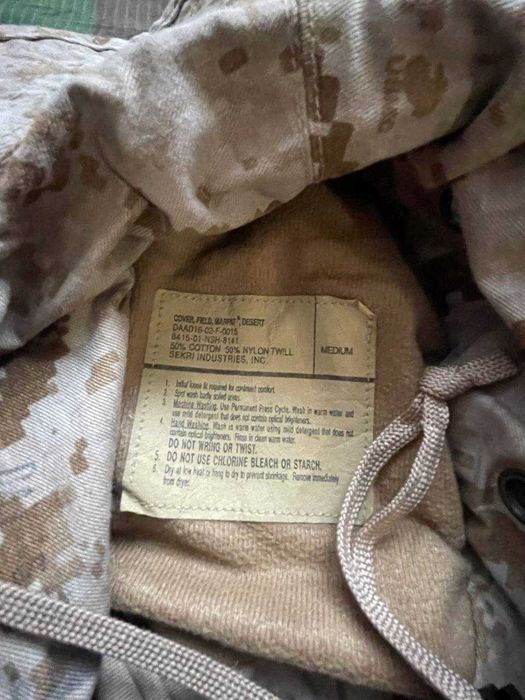 COVER, FIELD, MARPAT, DESERT
DAAD16-02-F-0015
8415-01-NSH-8141
50% COTTON 50% NYLON TWILL
SEKRI INDUSTRIES, INC.
MEDIUM
1. Initial loose fit required for continued comfort.
2. Spot wash badly soiled areas.
3. Machine Washing. Use Permanent Press Cycle. Wash in warm water and
use mild detergent that does not contain optical brighteners.
4. Hand Washing. Wash in warm water using mild detergent that does not
contain optical brighteners. Rinse in clean warm water.
DO NOT WRING OR TWIST.
5. DO NOT USE CHLORINE BLEACH OR STARCH.
6. Dry at low heat or hang to dry to prevent shrinkage. Remove immediately
from dryer.